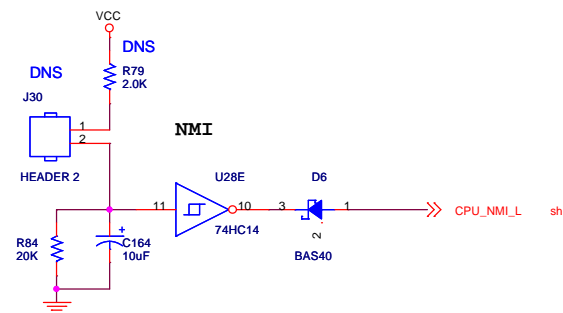 VCC
DNS
DNS
R79
2.0K
J30
1
2
NMI
HEADER 2
U28E
D6
11
10
3
1
CPU_NMI_L
sh
R84
20K
+
C164
10uF
74HC14
2
BAS40